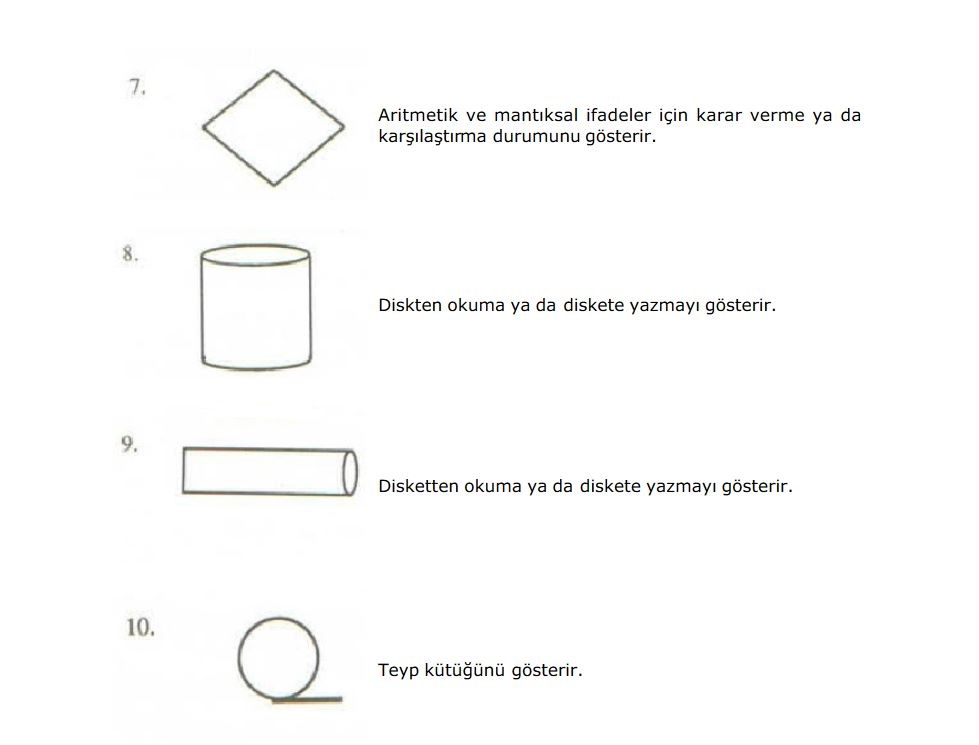 7.
Aritmetik ve mantıksal ifadeler için karar verme ya da
karşılaştırma durumunu gösterir.
8.
Diskten okuma ya da diskete yazmayı gösterir.
9.
Disketten okuma ya da diskete yazmayı gösterir.
10.
Teyp kütüğünü gösterir.